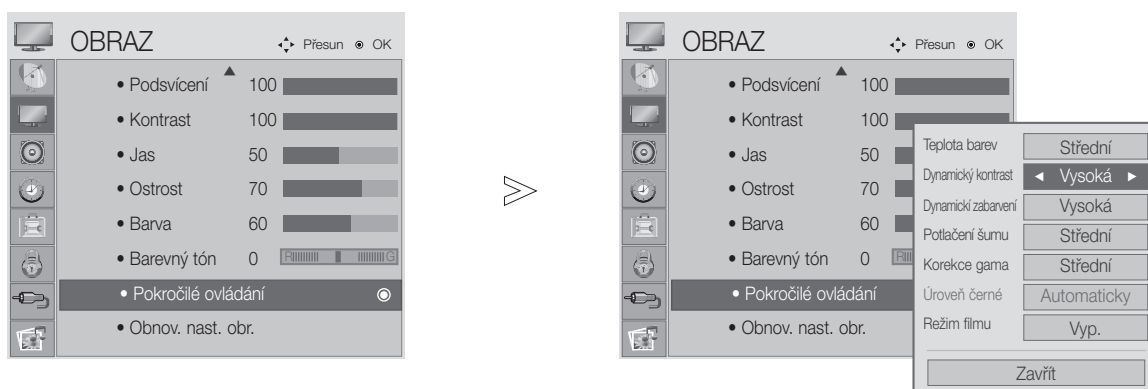 OBRAZ
Přesun OK
• Podsvícení 100
• Kontrast 100
• Jas 50
• Ostrost 70
• Barva 60
• Barevný tón 0 R G
• Pokročilé ovládání
• Obnov. nast. obr.
OBRAZ
Přesun OK
• Podsvícení 100
• Kontrast 100
• Jas 50
• Ostrost 70
• Barva 60
• Barevný tón 0 R
• Pokročilé ovládání
• Obnov. nast. obr.
Teplota barev Střední
Dynamický kontrast ◄ Vysoká ►
Dynamickí zabarvení Vysoká
Potlačení šumu Střední
Korekce gama Střední
Úroveň černé Automaticky
Režim filmu Vyp.
Zavřít